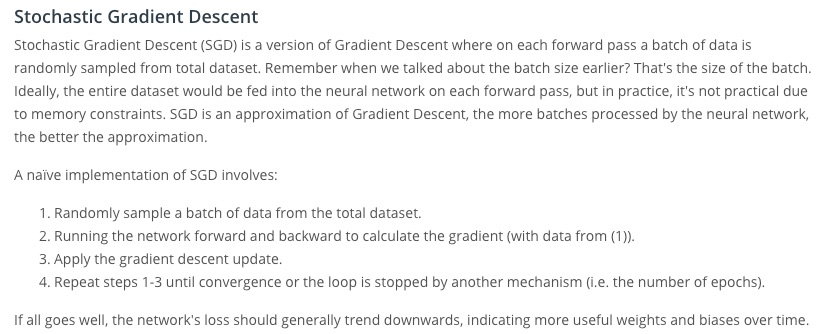 Stochastic Gradient Descent
Stochastic Gradient Descent (SGD) is a version of Gradient Descent where on each forward pass a batch of data is
randomly sampled from total dataset. Remember when we talked about the batch size earlier? That's the size of the batch.
Ideally, the entire dataset would be fed into the neural network on each forward pass, but in practice, it's not practical due
to memory constraints. SGD is an approximation of Gradient Descent, the more batches processed by the neural network,
the better the approximation.
A naïve implementation of SGD involves:
1. Randomly sample a batch of data from the total dataset.
2. Running the network forward and backward to calculate the gradient (with data from (1)).
3. Apply the gradient descent update.
4. Repeat steps 1-3 until convergence or the loop is stopped by another mechanism (i.e. the number of epochs).
If all goes well, the network's loss should generally trend downwards, indicating more useful weights and biases over time.